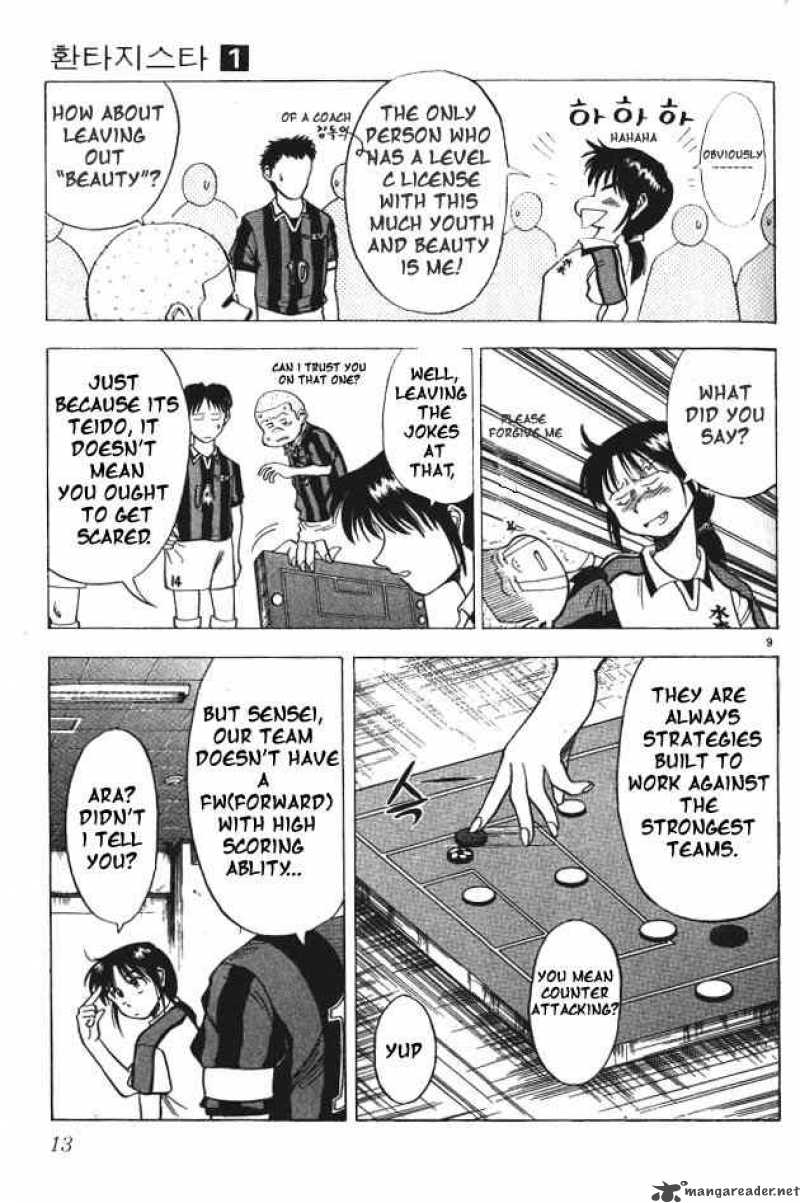 환타지스타 1
HOW ABOUT
LEAVING
OUT
"BEAUTY"?
OF A COACH
감독의
THE ONLY
PERSON WHO
HAS A LEVEL
C LICENSE
WITH THIS
MUCH YOUTH
AND BEAUTY
IS ME!
하하하
HAHAHA
OBVIOUSLY
10
JUST
BECAUSE ITS
TEIDO, IT
DOESN'T
MEAN
YOU OUGHT
TO GET
SCARED.
CAN I TRUST YOU
ON THAT ONE?
WELL,
LEAVING
THE
JOKES
AT
THAT,
14
14
PLEASE
FORGIVE ME
WHAT
DID YOU
SAY?
9
ARA?
DIDN'T
I TELL
YOU?
BUT SENSEI,
OUR TEAM
DOESN'T HAVE
A
FW(FORWARD)
WITH HIGH
SCORING
ABLITY...
스
THEY ARE
ALWAYS
STRATEGIES
BUILT TO
WORK AGAINST
THE
STRONGEST
TEAMS.
YOU MEAN
COUNTER
ATTACKING?
YUP
13
mangareader.net